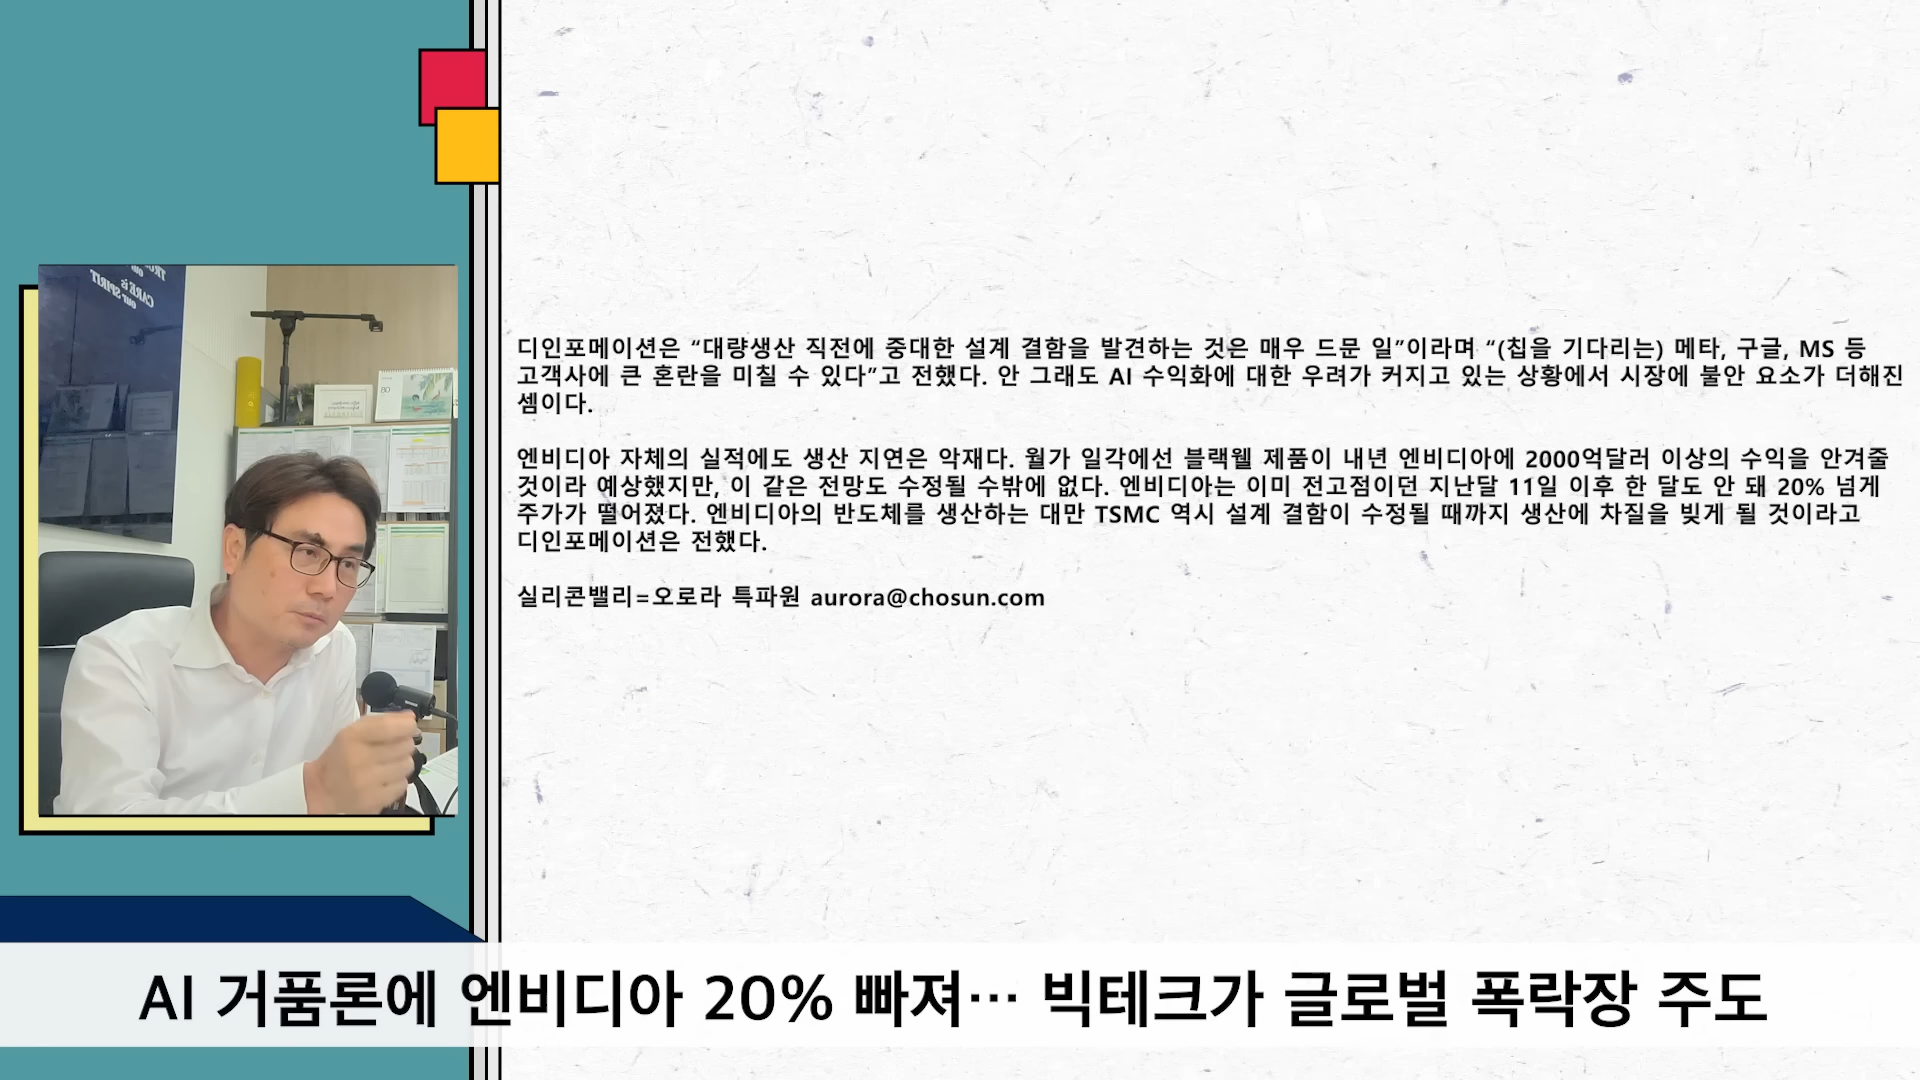 디인포메이션은 “대량생산 직전에 중대한 설계 결함을 발견하는 것은 매우 드문 일”이라며 “(칩을 기다리는) 메타, 구글, MS 등
고객사에 큰 혼란을 미칠 수 있다”고 전했다. 안 그래도 AI 수익화에 대한 우려가 커지고 있는 상황에서 시장에 불안 요소가 더해진
셈이다.
엔비디아 자체의 실적에도 생산 지연은 악재다. 월가 일각에선 블랙웰 제품이 내년 엔비디아에 2000억달러 이상의 수익을 안겨줄
것이라 예상했지만, 이 같은 전망도 수정될 수밖에 없다. 엔비디아는 이미 전고점이던 지난달 11일 이후 한 달도 안 돼 20% 넘게
주가가 떨어졌다. 엔비디아의 반도체를 생산하는 대만 TSMC 역시 설계 결함이 수정될 때까지 생산에 차질을 빚게 될 것이라고
디인포메이션은 전했다.
실리콘밸리=오로라 특파원 aurora@chosun.com
CARE is
our SPIRIT
AI 거품론에 엔비디아 20% 빠져… 빅테크가 글로벌 폭락장 주도